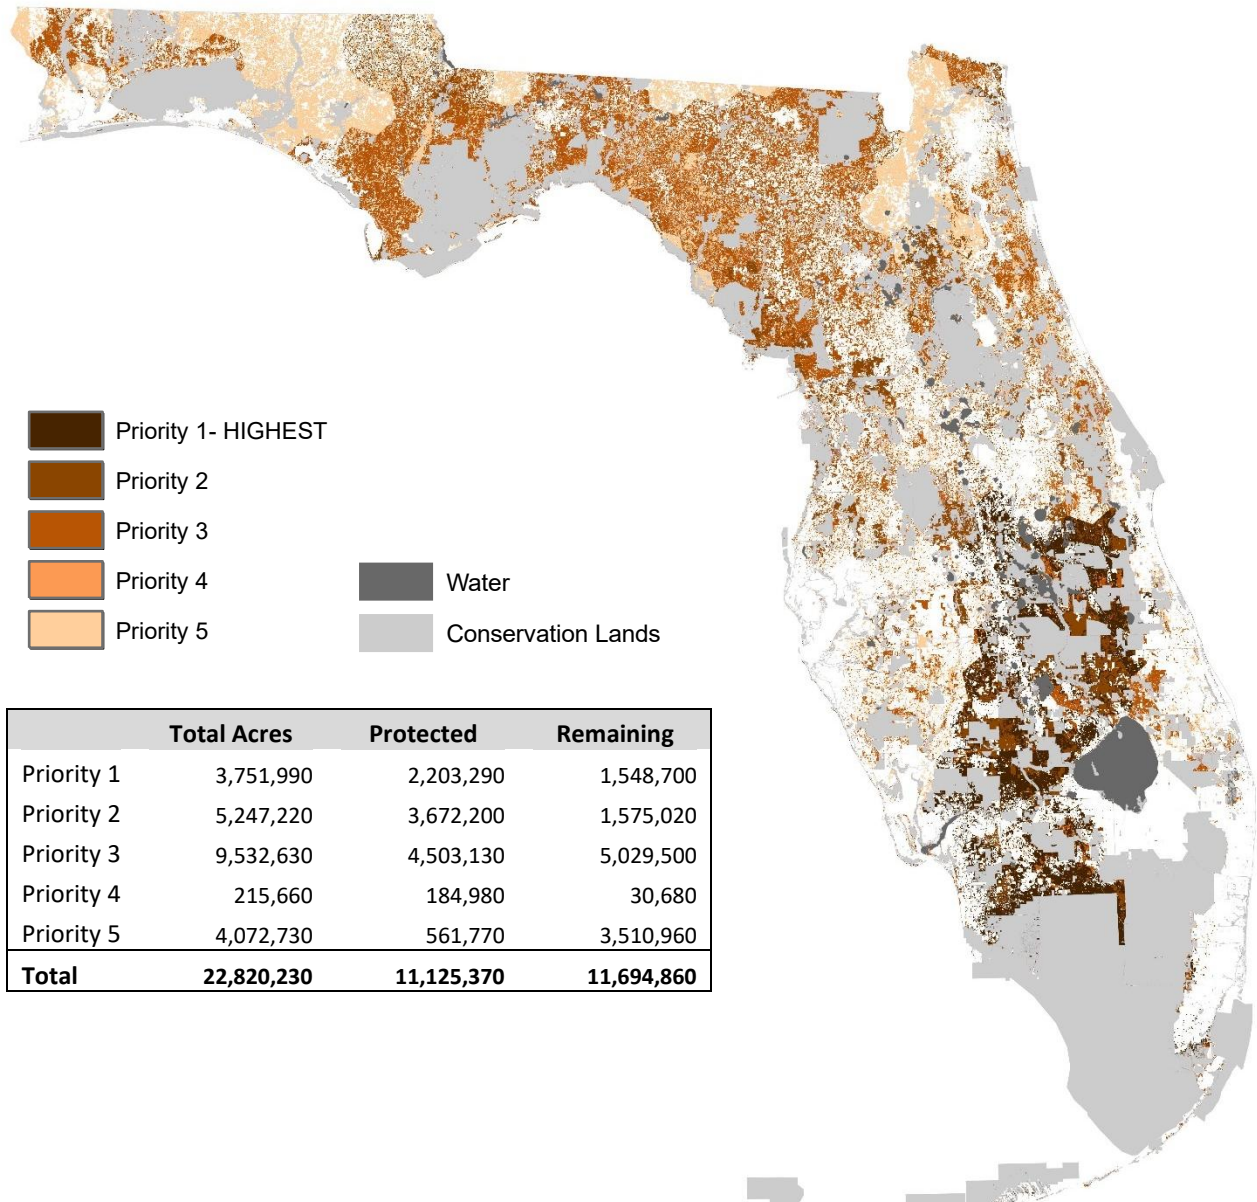 Priority 1- HIGHEST
Priority 2
Priority 3
Priority 4
Priority 5
Water
Conservation Lands
Total Acres Protected Remaining
Priority 1 3,751,990 2,203,290 1,548,700
Priority 2 5,247,220 3,672,200 1,575,020
Priority 3 9,532,630 4,503,130 5,029,500
Priority 4 215,660 184,980 30,680
Priority 5 4,072,730 561,770 3,510,960
Total 22,820,230 11,125,370 11,694,860